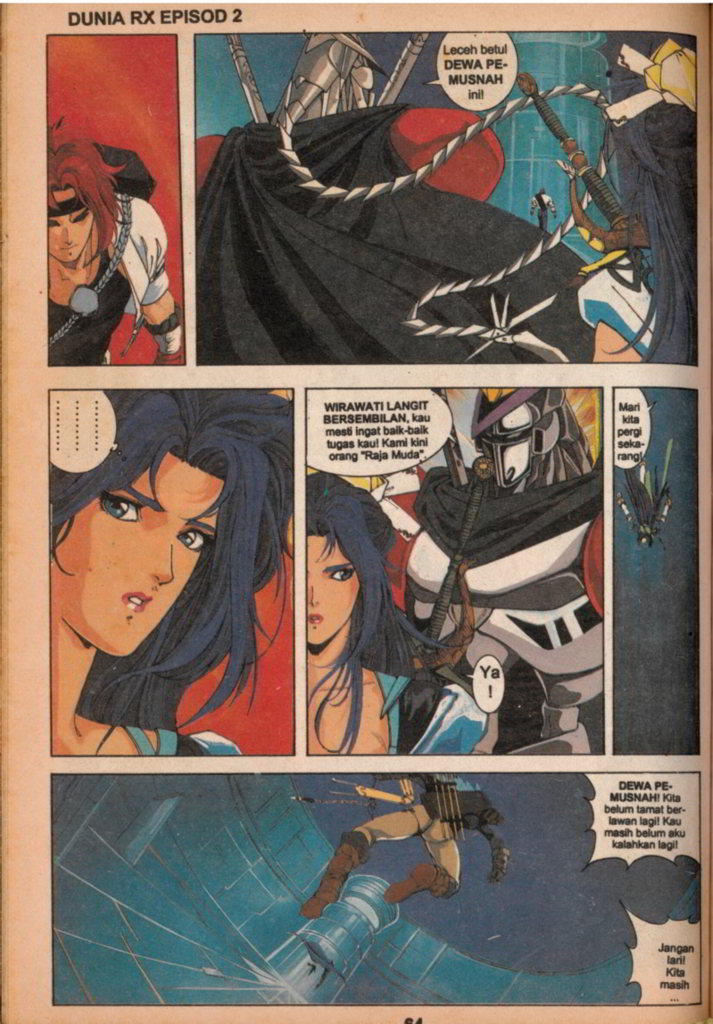 DUNIA RX EPISOD 2
Leceh betul
DEWA PE-
MUSNAH
ini!
WIRAWATI LANGIT
BERSEMBILAN, kau
mesti ingat baik-baik
tugas kau! Kami kini
orang "Raja Muda".
Ya
!
Mari
kita
pergi
seka-
rang!
DEWA PE-
MUSNAH! Kita
belum tamat ber-
lawan lagi! Kau
masih belum aku
kalahkan lagi!
Jangan
lari!
Kita
masih
...
64